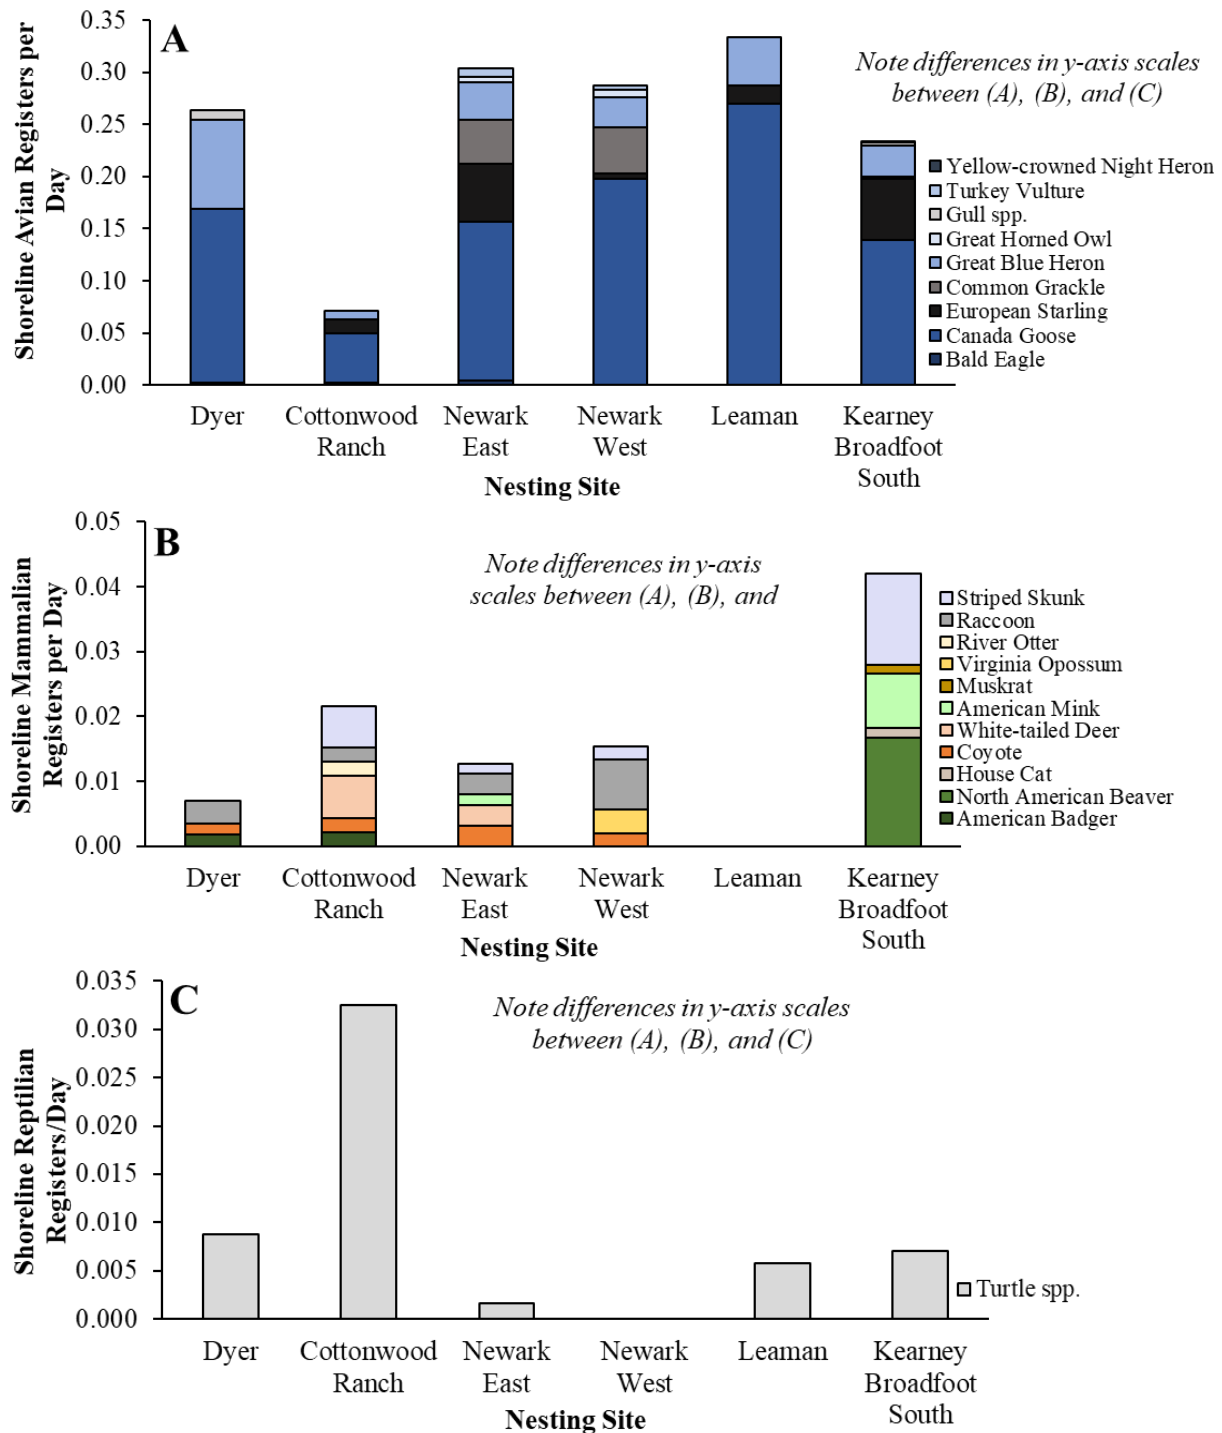 A
Note differences in y-axis scales
between (A), (B), and (C)
Shoreline Avian Registers per
Day
0.35
0.30
0.25
0.20
0.15
0.10
0.05
0.00
Yellow-crowned Night Heron
Turkey Vulture
Gull spp.
Great Horned Owl
Great Blue Heron
Common Grackle
European Starling
Canada Goose
Bald Eagle
Dyer
Cottonwood
Ranch
Newark
East
Newark
West
Leaman
Kearney
Broadfoot
South
Nesting Site
B
Note differences in y-axis
scales between (A), (B), and
Shoreline Mammalian
Registers per Day
0.05
0.04
0.03
0.02
0.01
0.00
Striped Skunk
Raccoon
River Otter
Virginia Opossum
Muskrat
American Mink
White-tailed Deer
Coyote
House Cat
North American Beaver
American Badger
Dyer
Cottonwood
Ranch
Newark
East
Newark
West
Leaman
Kearney
Broadfoot
South
Nesting Site
C
Note differences in y-axis scales
between (A), (B), and (C)
Shoreline Reptilian
Registers/Day
0.035
0.030
0.025
0.020
0.015
0.010
0.005
0.000
Turtle spp.
Dyer
Cottonwood
Ranch
Newark
East
Newark
West
Leaman
Kearney
Broadfoot
South
Nesting Site